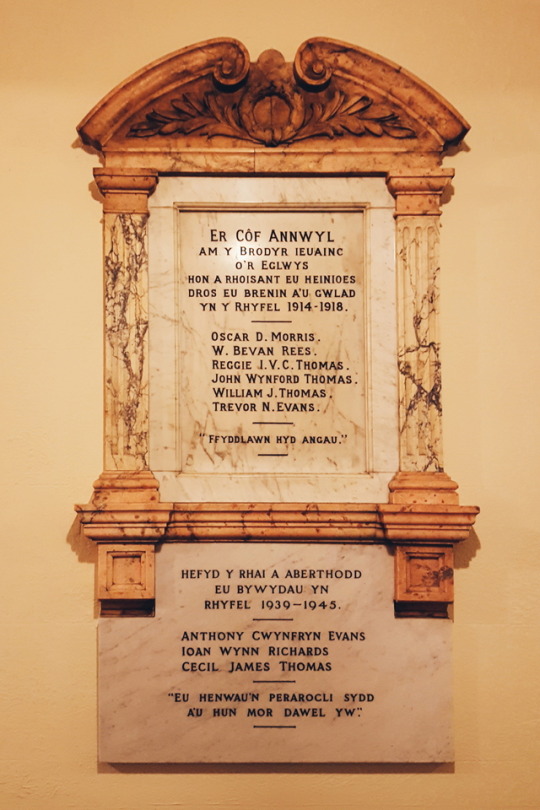 ER CÔF ANNWYL
AM Y BRODYR IEUAINC
O'R EGLWYS
HON A RHOISANT EU HEINIOES
DROS EU BRENIN A'U GWLAD
YN Y RHYFEL 1914-1918.
OSCAR D. MORRIS.
W. BEVAN REES.
REGGIE I.V.C. THOMAS.
JOHN WYNFORD THOMAS.
WILLIAM J. THOMAS.
TREVOR N. EVANS.
"FFYDDLAWN HYD ANGAU."
HEFYD Y RHAI A ABERTHODD
EU BYWYDAU YN
RHYFEL 1939-1945.
ANTHONY GWYNFRYN EVANS
IOAN WYNN RICHARDS
CECIL JAMES THOMAS
"EU HENWAU'N PERAROCLI SYDD
A'U HUN MOR DAWEL YW."